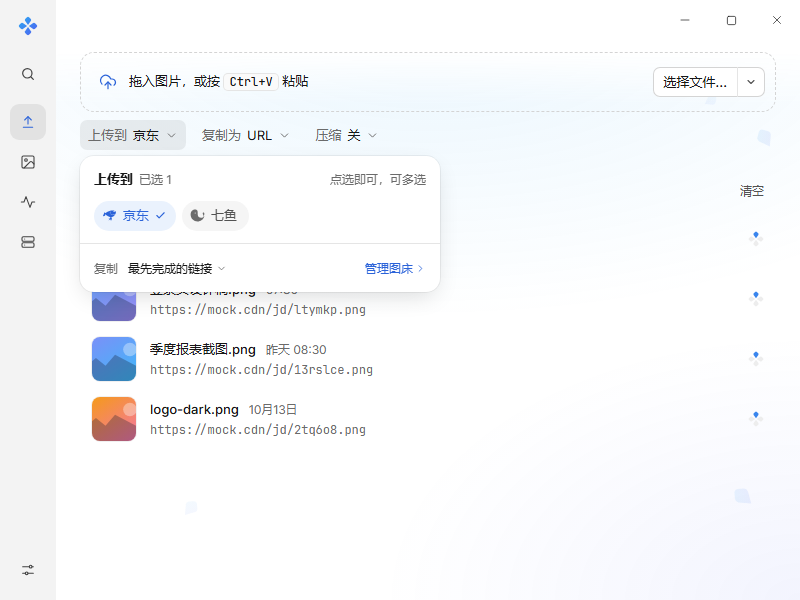 拖入图片，或按 Ctrl+V 粘贴
选择文件...
上传到 京东
复制为 URL
压缩 关
上传到 已选 1
点选即可，可多选
清空
京东
七鱼
复制 最先完成的链接
管理图床
https://mock.cdn/jd/ltymkp.png
季度报表截图.png 昨天 08:30
https://mock.cdn/jd/13rslce.png
logo-dark.png 10月13日
https://mock.cdn/jd/2tq6o8.png